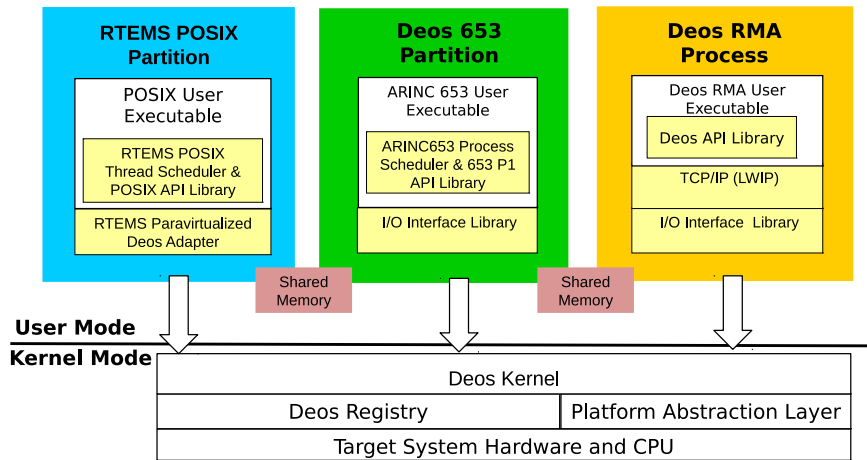 RTEMS POSIX
Partition
POSIX User
Executable
RTEMS POSIX
Thread Scheduler &
POSIX API Library
RTEMS Paravirtualized
Deos Adapter
Deos 653
Partition
ARINC 653 User
Executable
ARINC653 Process
Scheduler & 653 P1
API Library
I/O Interface Library
Deos RMA
Process
Deos RMA User
Executable
Deos API Library
TCP/IP (LWIP)
I/O Interface Library
Shared
Memory
Shared
Memory
User Mode
Kernel Mode
Deos Kernel
Deos Registry
Platform Abstraction Layer
Target System Hardware and CPU